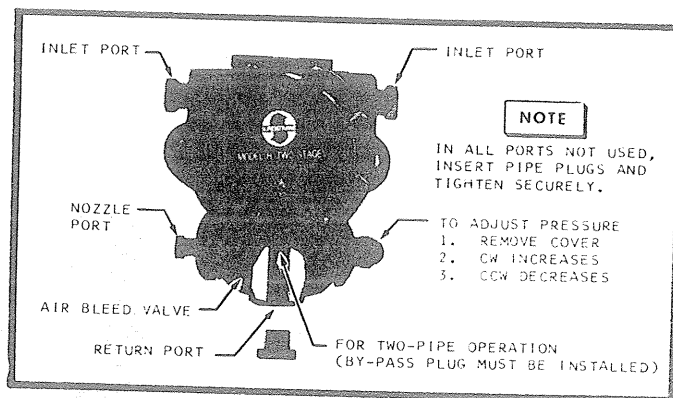 INLET PORT
INLET PORT
MODEL H TWO STAGE
NOTE
IN ALL PORTS NOT USED,
INSERT PIPE PLUGS AND
TIGHTEN SECURELY.
NOZZLE
PORT
TO ADJUST PRESSURE
1. REMOVE COVER
2. CW INCREASES
3. CCW DECREASES
AIR BLEED VALVE
RETURN PORT
FOR TWO-PIPE OPERATION
(BY-PASS PLUG MUST BE INSTALLED)